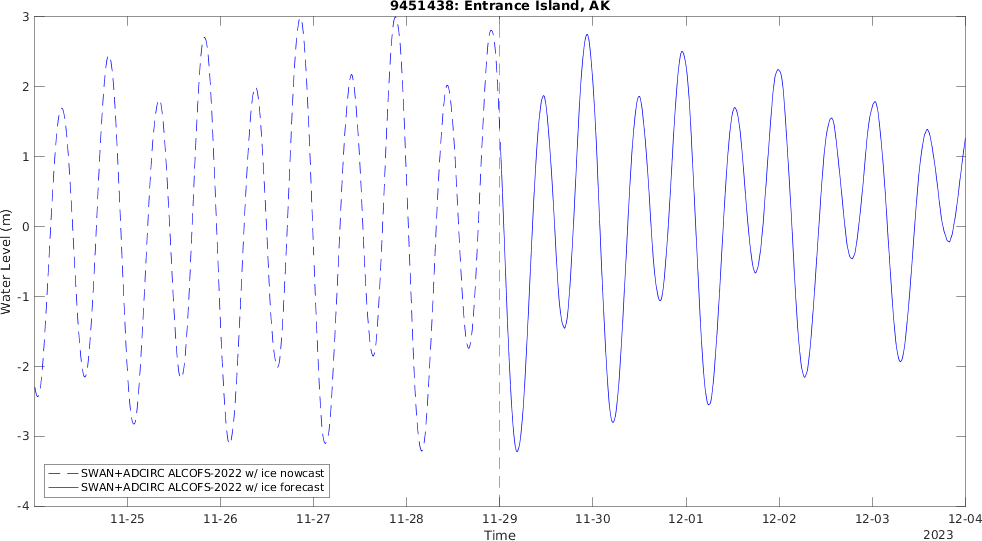 9451438: Entrance Island, AK
3
2
1
0
-1
-2
-3
-4
Water Level (m)
SWAN+ADCIRC ALCOFS-2022 w/ ice nowcast
SWAN+ADCIRC ALCOFS-2022 w/ ice forecast
11-25 11-26 11-27 11-28 11-29 11-30 12-01 12-02 12-03 12-04
Time
2023